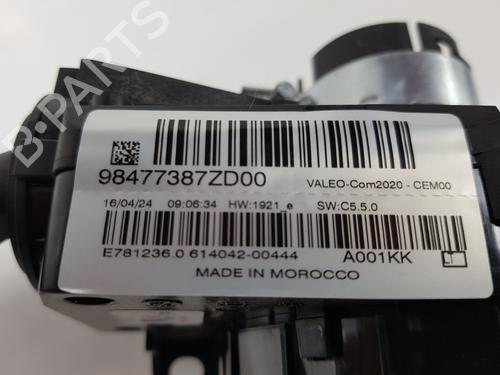 B-PARTS
98477387ZD00 VALEO-Com2020 - CEM00
16/04/24 09:06:34 HW:1921_e SW:C5.5.0
E781236.0 614042-00444 A001KK
MADE IN MOROCCO